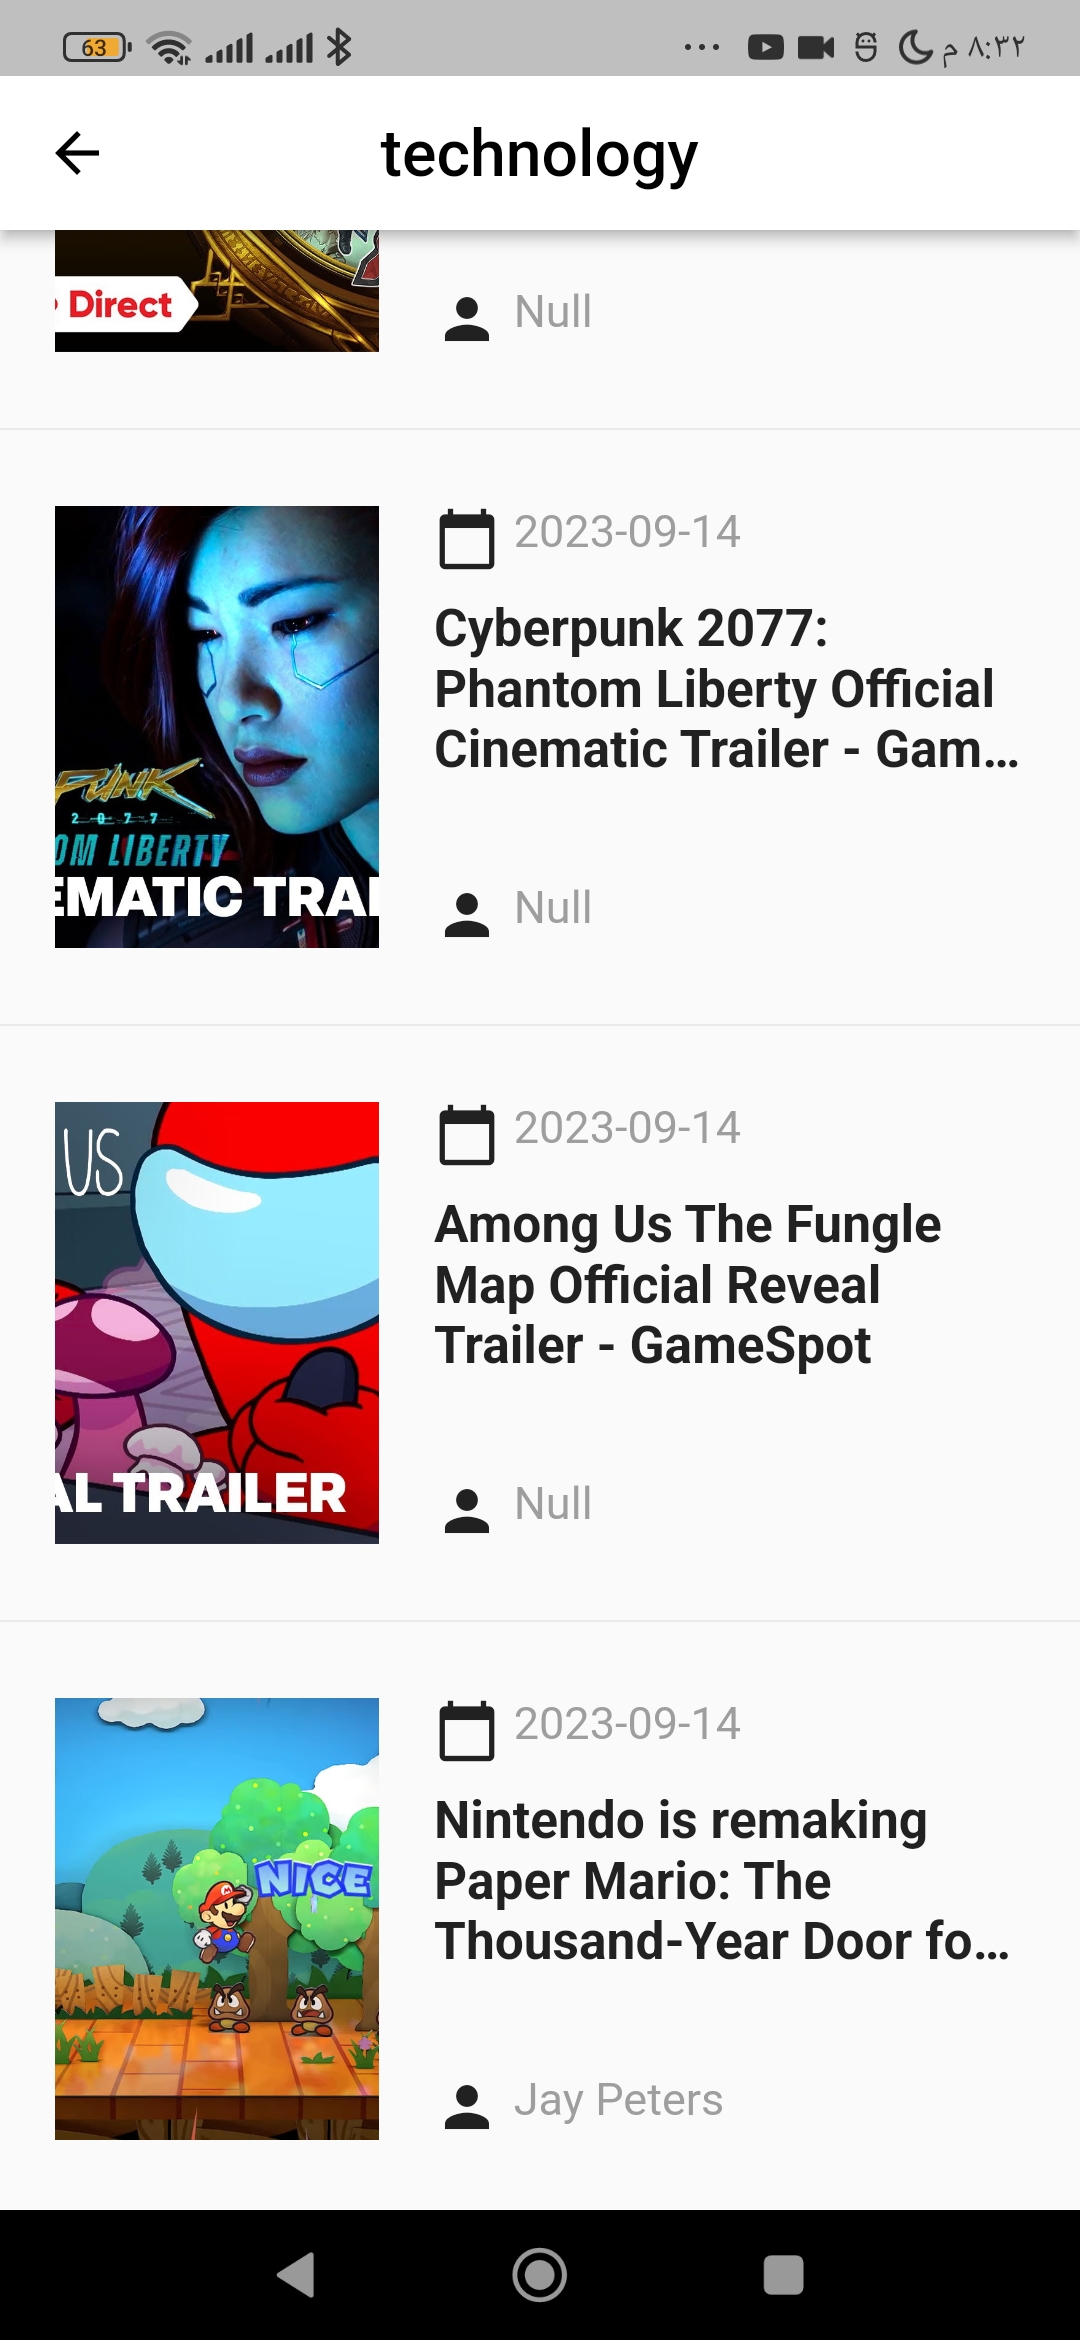 63
٨:٣٢ م
technology
Direct
Null
2023-09-14
Cyberpunk 2077:
Phantom Liberty Official
Cinematic Trailer - Gam...
PUNK
2077
OM LIBERTY
EMATIC TRAI
Null
2023-09-14
US
Among Us The Fungle
Map Official Reveal
Trailer - GameSpot
AL TRAILER
Null
2023-09-14
Nintendo is remaking
Paper Mario: The
Thousand-Year Door fo...
NICE
Jay Peters